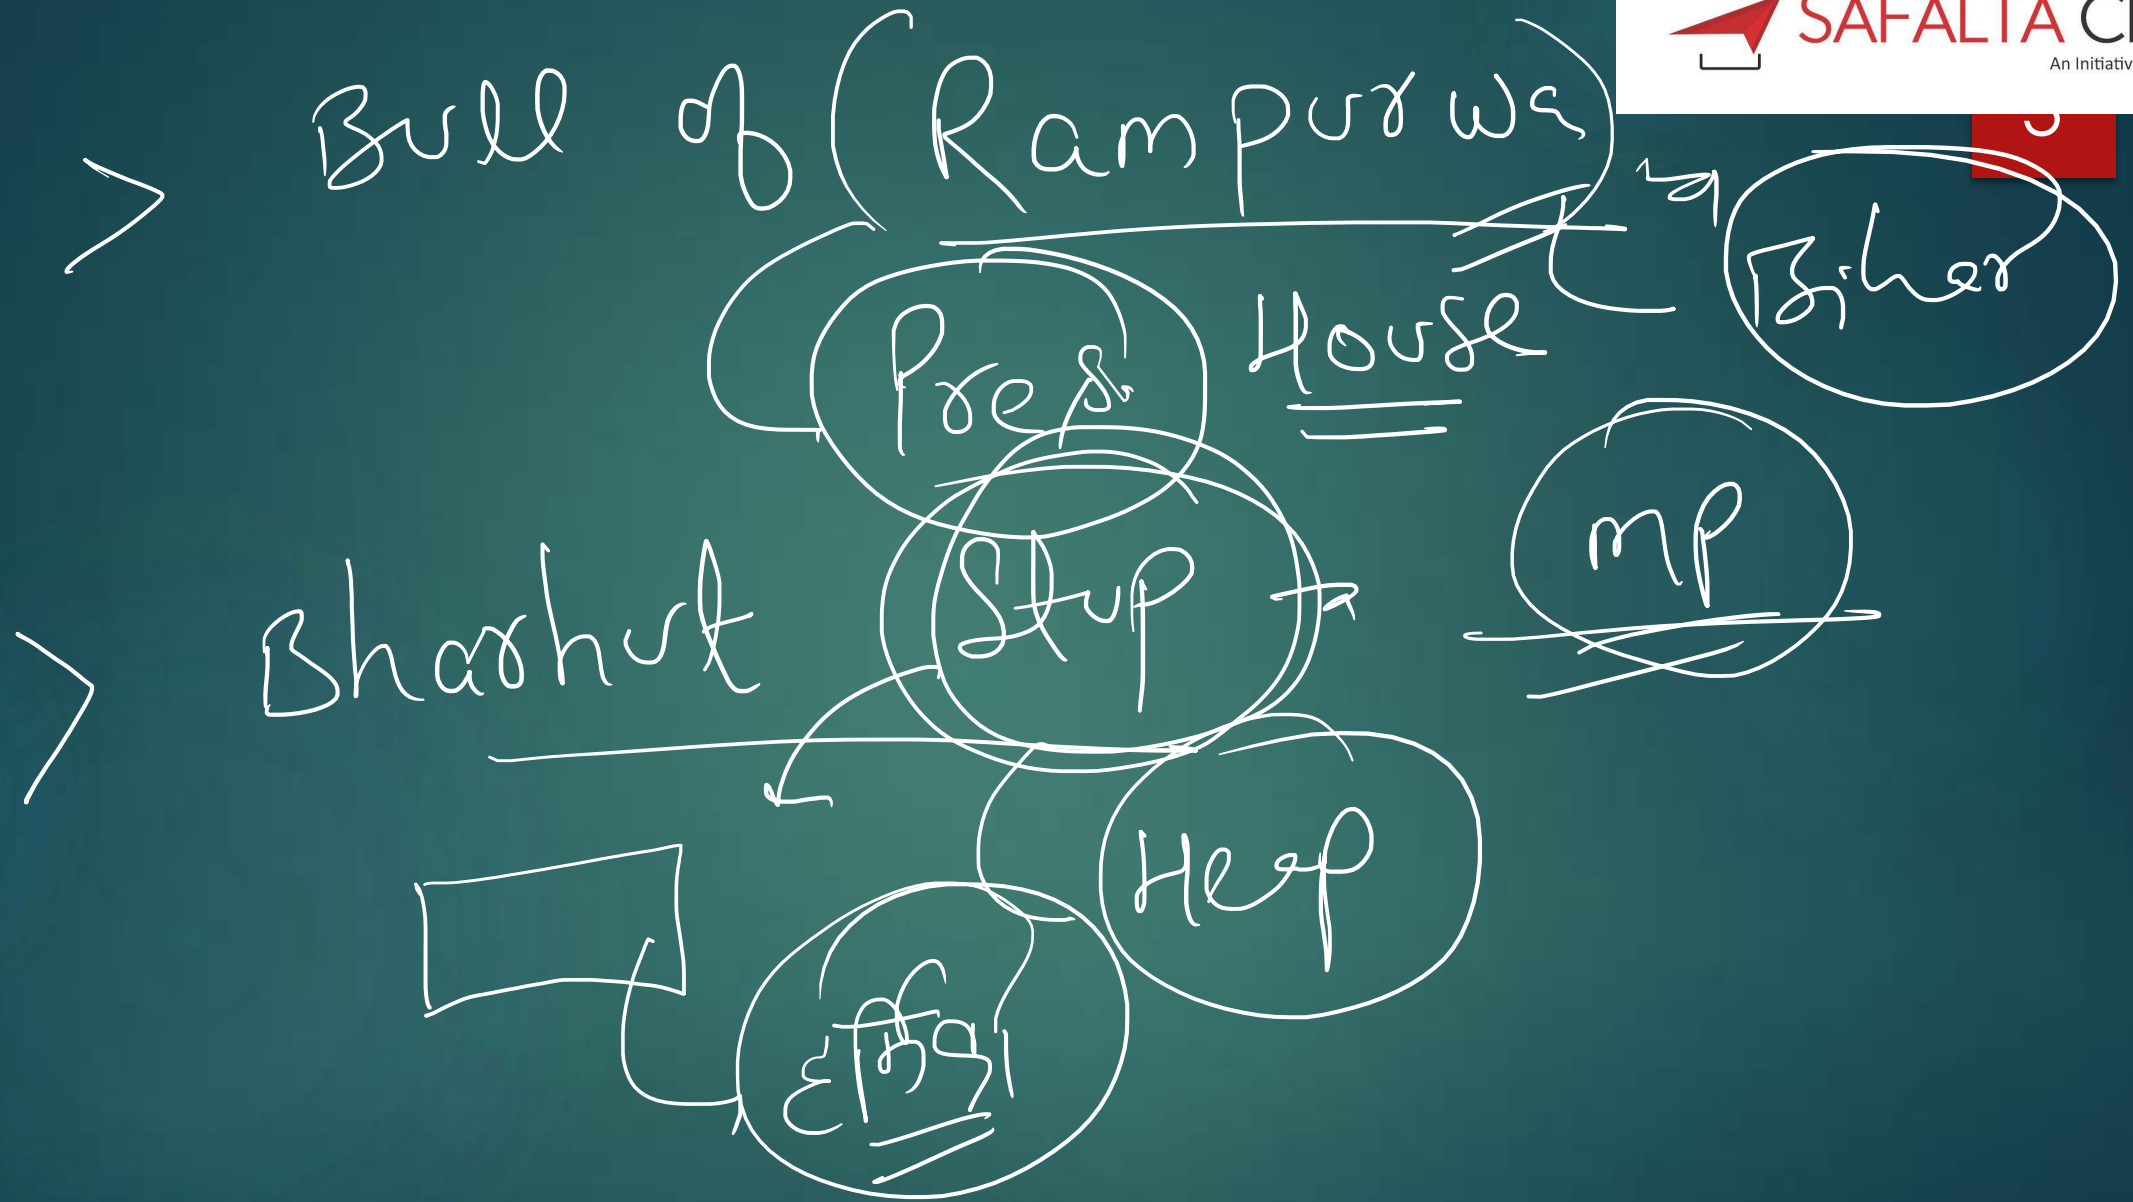 SAFALTA
An Initiativ
Bull of (Rampurwa)
Bihar
Pres. House
MP
Bharhut Stup
Heap